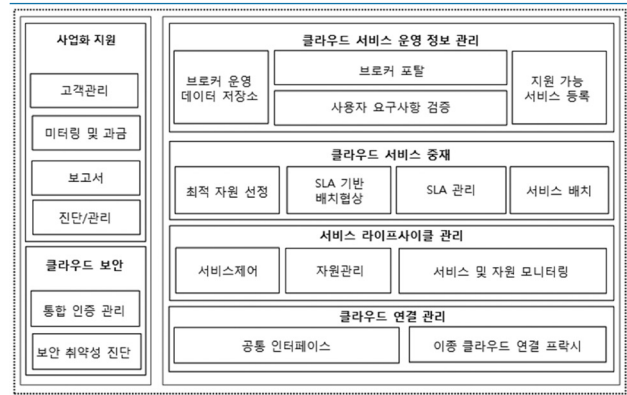 사업화 지원
고객관리
미터링 및 과금
보고서
진단/관리
클라우드 보안
통합 인증 관리
보안 취약성 진단
클라우드 서비스 운영 정보 관리
브로커 운영
데이터 저장소
브로커 포탈
사용자 요구사항 검증
지원 가능
서비스 등록
클라우드 서비스 중재
최적 자원 선정
SLA 기반
배치협상
SLA 관리
서비스 배치
서비스 라이프사이클 관리
서비스제어
자원관리
서비스 및 자원 모니터링
클라우드 연결 관리
공통 인터페이스
이종 클라우드 연결 프락시